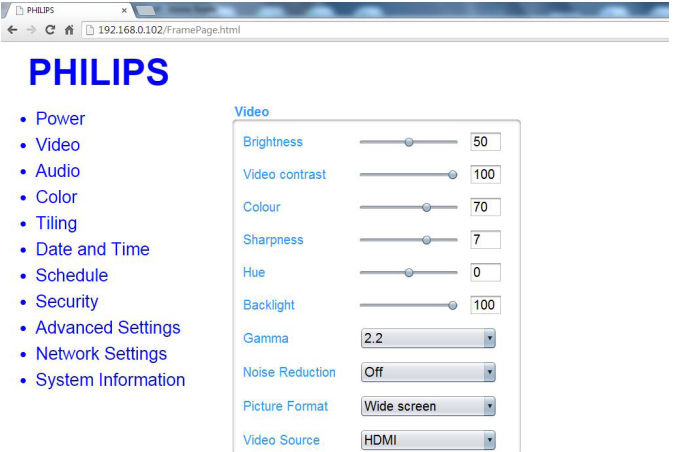 PHILIPS
192.168.0.102/FramePage.html
PHILIPS
Power
Video
Audio
Color
Tiling
Date and Time
Schedule
Security
Advanced Settings
Network Settings
System Information
Video
Brightness 50
Video contrast 100
Colour 70
Sharpness 7
Hue 0
Backlight 100
Gamma 2.2
Noise Reduction Off
Picture Format Wide screen
Video Source HDMI